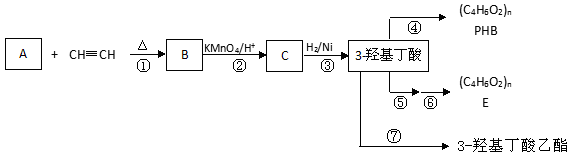 (C4H6O2)n
④ PHB
A + CH≡CH △ ① B KMnO4/H+ ② C H2/Ni ③ 3-羟基丁酸
(C4H6O2)n
⑤ ⑥ E
⑦ 3-羟基丁酸乙酯